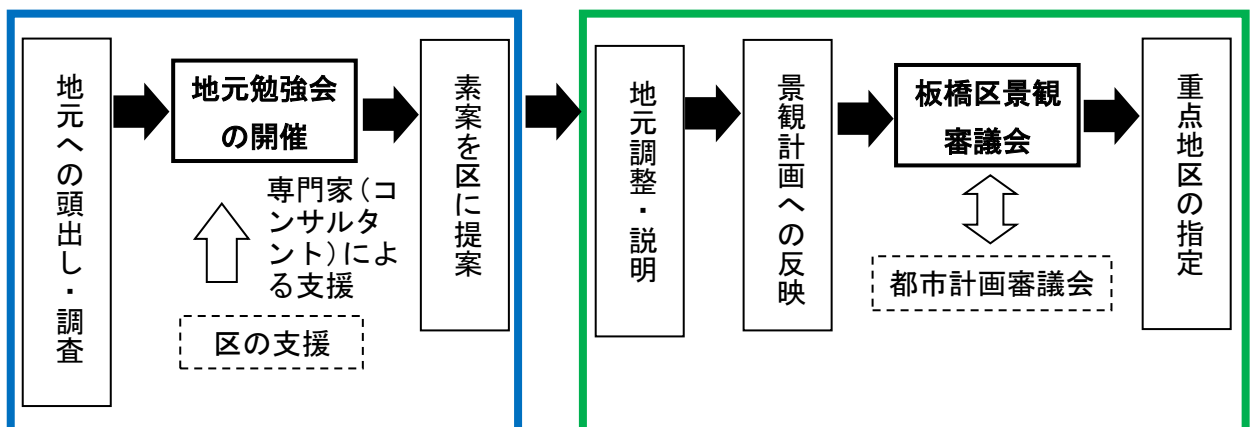 地元への頭出し・調査
地元勉強会
の開催
専門家(コ
ンサルタ
ント)によ
る支援
区の支援
素案を区に提案
地元調整・説明
景観計画への反映
板橋区景観
審議会
都市計画審議会
重点地区の指定